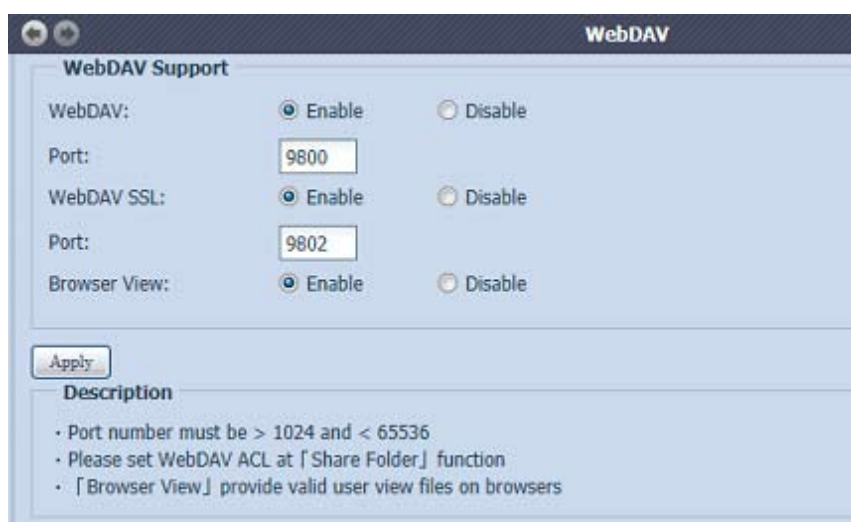 WebDAV
WebDAV Support
WebDAV: Enable Disable
Port: 9800
WebDAV SSL: Enable Disable
Port: 9802
Browser View: Enable Disable
Apply
Description
· Port number must be > 1024 and < 65536
· Please set WebDAV ACL at「Share Folder」function
· 「Browser View」provide valid user view files on browsers